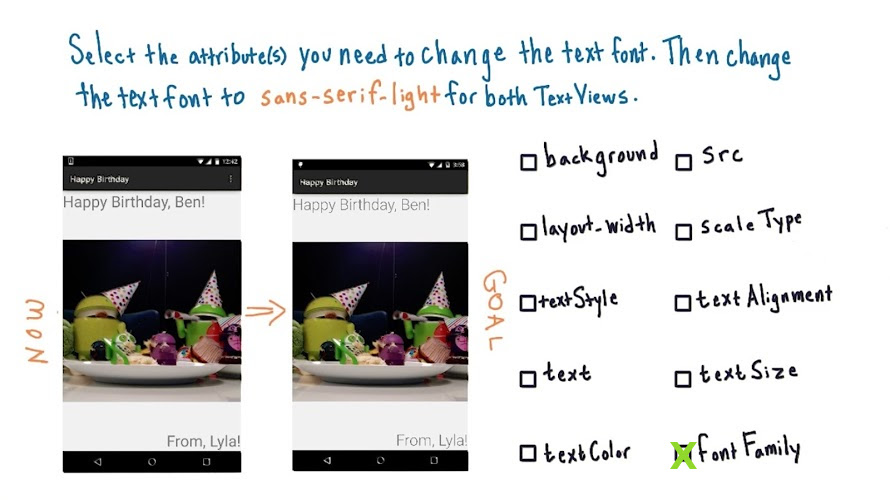 Select the attribute(s) you need to change the text font. Then change
the text font to sans-serif-light for both TextViews.
12:42
Happy Birthday
Happy Birthday, Ben!
From, Lyla!
NOW
3:58
Happy Birthday
Happy Birthday, Ben!
From, Lyla!
GOAL
background
src
layout_width
scaleType
textStyle
textAlignment
text
textSize
textColor
fontFamily